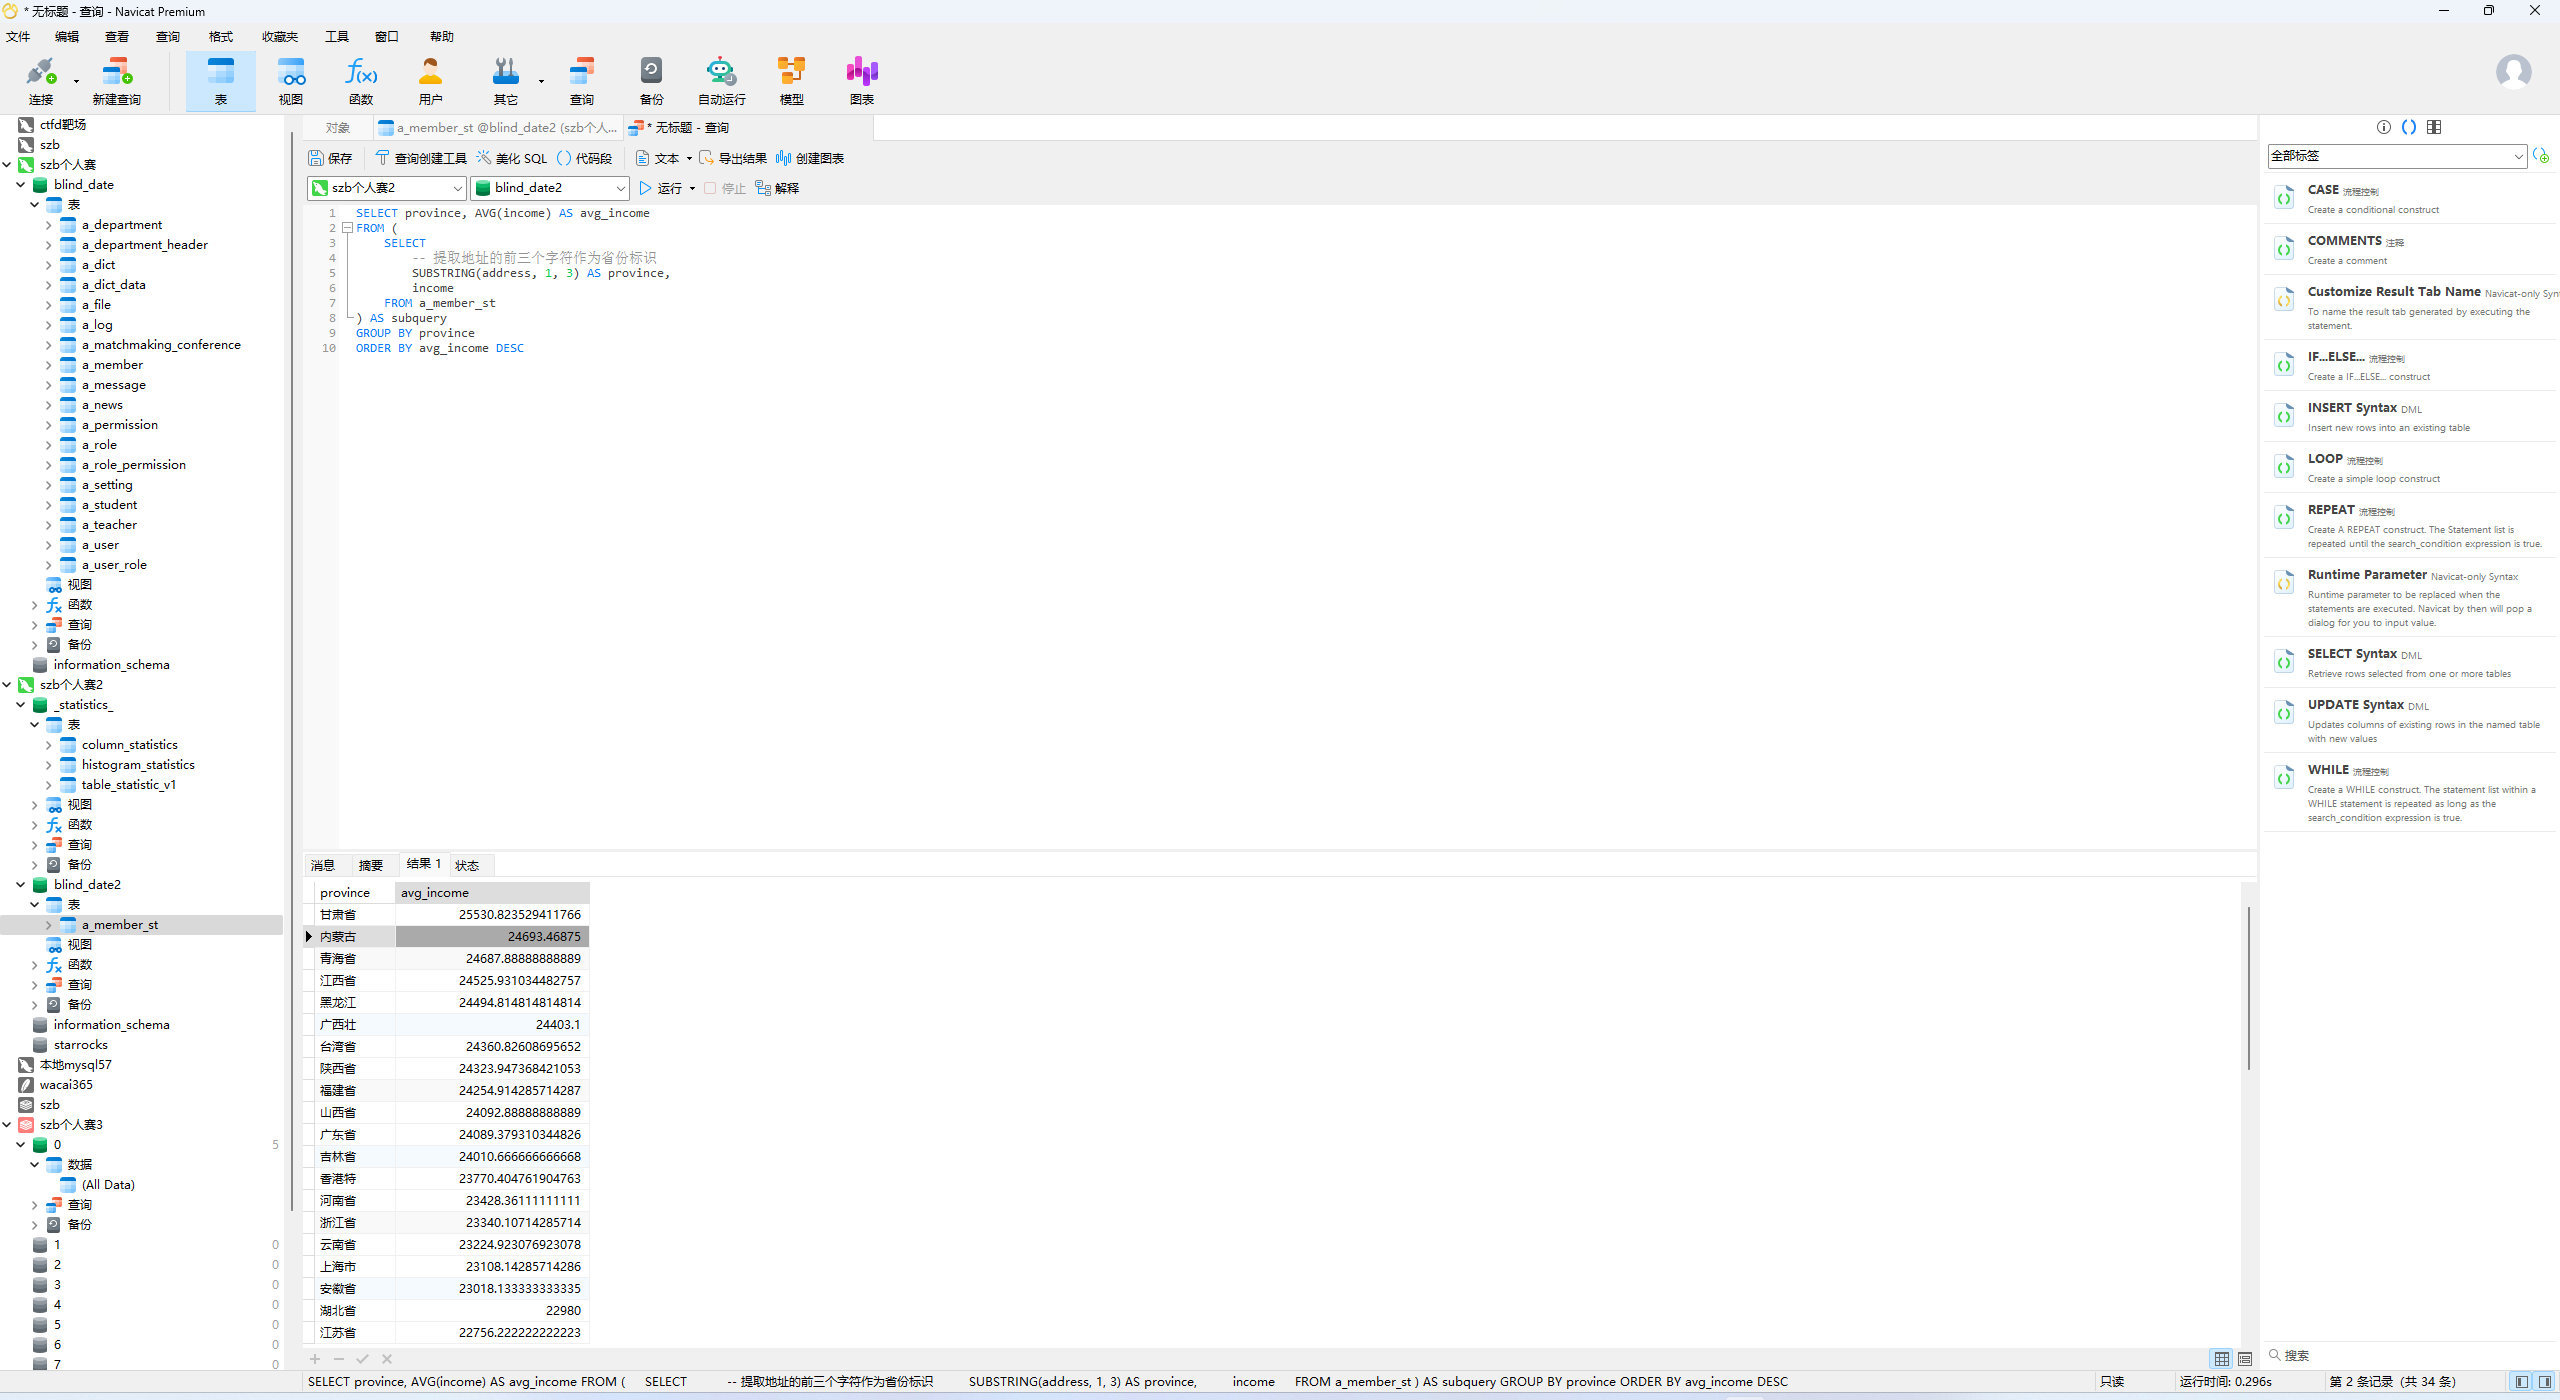 * 无标题 - 查询 - Navicat Premium
文件 编辑 查看 查询 格式 收藏夹 工具 窗口 帮助
连接 新建查询 表 视图 函数 用户 其它 查询 备份 自动运行 模型 图表
ctfd靶场
szb
szb个人赛
blind_date
表
a_department
a_department_header
a_dict
a_dict_data
a_file
a_log
a_matchmaking_conference
a_member
a_message
a_news
a_permission
a_role
a_role_permission
a_setting
a_student
a_teacher
a_user
a_user_role
视图
函数
查询
备份
information_schema
szb个人赛2
_statistics_
表
column_statistics
histogram_statistics
table_statistic_v1
视图
函数
查询
备份
blind_date2
表
a_member_st
视图
函数
查询
备份
information_schema
starrocks
本地mysql57
wacai365
szb
szb个人赛3
0 5
数据
(All Data)
查询
备份
1 0
2 0
3 0
4 0
5 0
6 0
7 0
对象 a_member_st @blind_date2 (szb个人... * 无标题 - 查询
保存 查询创建工具 美化 SQL 代码段 文本 导出结果 创建图表
szb个人赛2 blind_date2 运行 停止 解释
1 SELECT province, AVG(income) AS avg_income
2 FROM (
3 SELECT
4 -- 提取地址的前三个字符作为省份标识
5 SUBSTRING(address, 1, 3) AS province,
6 income
7 FROM a_member_st
8 ) AS subquery
9 GROUP BY province
10 ORDER BY avg_income DESC
消息 摘要 结果 1 状态
province avg_income
甘肃省 25530.823529411766
内蒙古 24693.46875
青海省 24687.88888888889
江西省 24525.931034482757
黑龙江 24494.814814814814
广西壮 24403.1
台湾省 24360.82608695652
陕西省 24323.947368421053
福建省 24254.914285714287
山西省 24092.88888888889
广东省 24089.379310344826
吉林省 24010.666666666668
香港特 23770.404761904763
河南省 23428.36111111111
浙江省 23340.10714285714
云南省 23224.923076923078
上海市 23108.14285714286
安徽省 23018.133333333335
湖北省 22980
江苏省 22756.222222222223
全部标签
CASE 流程控制
Create a conditional construct
COMMENTS 注释
Create a comment
Customize Result Tab Name Navicat-only Syn
To name the result tab generated by executing the
statement.
IF...ELSE... 流程控制
Create a IF...ELSE... construct
INSERT Syntax DML
Insert new rows into an existing table
LOOP 流程控制
Create a simple loop construct
REPEAT 流程控制
Create A REPEAT construct. The Statement list is
repeated until the search_condition expression is true.
Runtime Parameter Navicat-only Syntax
Runtime parameter to be replaced when the
statements are executed. Navicat by then will pop a
dialog for you to input value.
SELECT Syntax DML
Retrieve rows selected from one or more tables
UPDATE Syntax DML
Updates columns of existing rows in the named table
with new values
WHILE 流程控制
Create a WHILE construct. The statement list within a
WHILE statement is repeated as long as the
search_condition expression is true.
搜索
SELECT province, AVG(income) AS avg_income FROM ( SELECT -- 提取地址的前三个字符作为省份标识 SUBSTRING(address, 1, 3) AS province, income FROM a_member_st ) AS subquery GROUP BY province ORDER BY avg_income DESC 只读 运行时间: 0.296s 第 2 条记录 (共 34 条)